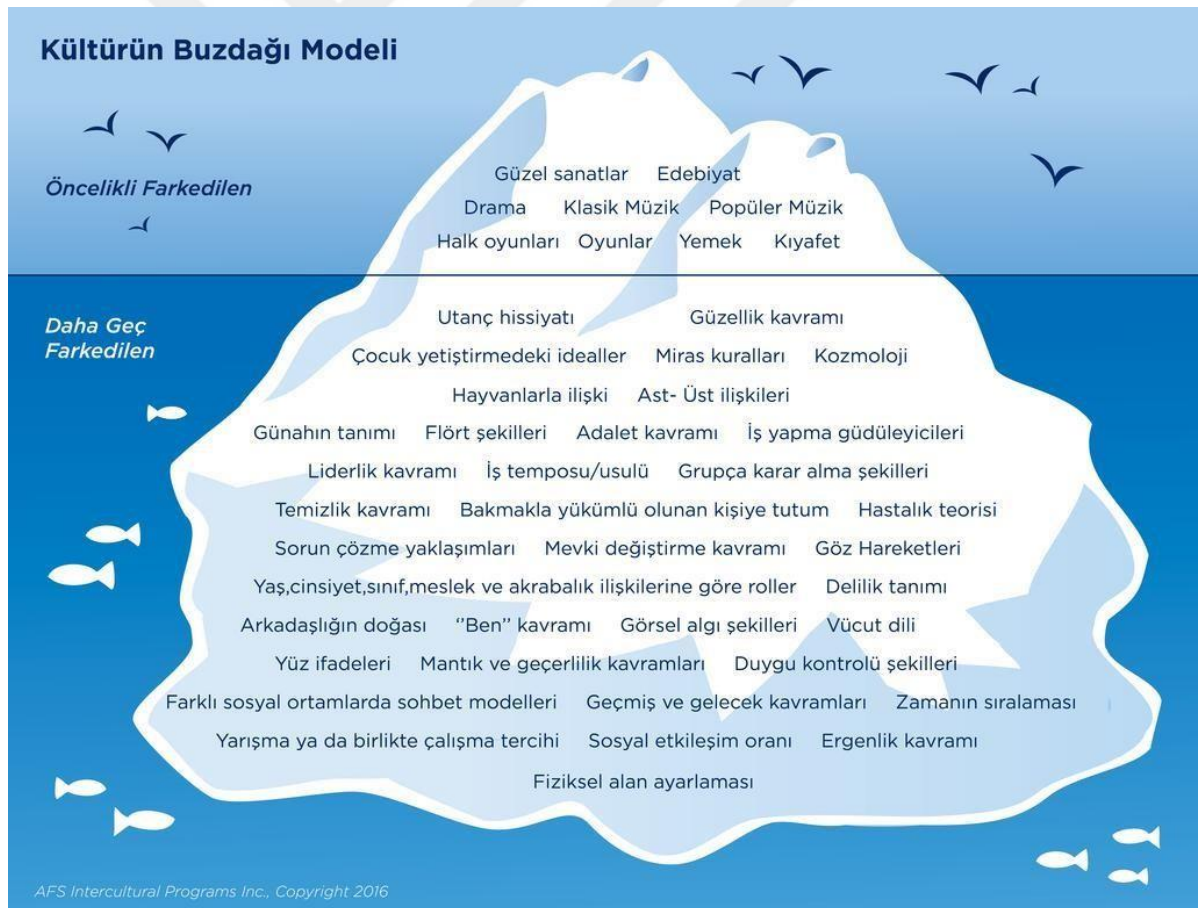 Kültürün Buzdağı Modeli
Öncelikli Farkedilen
Güzel sanatlar Edebiyat
Drama Klasik Müzik Popüler Müzik
Halk oyunları Oyunlar Yemek Kıyafet
Daha Geç
Farkedilen
Utanç hissiyatı Güzellik kavramı
Çocuk yetiştirmedeki idealler Miras kuralları Kozmoloji
Hayvanlarla ilişki Ast- Üst ilişkileri
Günahın tanımı Flört şekilleri Adalet kavramı İş yapma güdüleyicileri
Liderlik kavramı İş temposu/usulü Grupça karar alma şekilleri
Temizlik kavramı Bakmakla yükümlü olunan kişiye tutum Hastalık teorisi
Sorun çözme yaklaşımları Mevki değiştirme kavramı Göz Hareketleri
Yaş,cinsiyet,sınıf,meslek ve akrabalık ilişkilerine göre roller Delilik tanımı
Arkadaşlığın doğası ‘’Ben’’ kavramı Görsel algı şekilleri Vücut dili
Yüz ifadeleri Mantık ve geçerlilik kavramları Duygu kontrolü şekilleri
Farklı sosyal ortamlarda sohbet modelleri Geçmiş ve gelecek kavramları Zamanın sıralaması
Yarışma ya da birlikte çalışma tercihi Sosyal etkileşim oranı Ergenlik kavramı
Fiziksel alan ayarlaması
AFS Intercultural Programs Inc., Copyright 2016